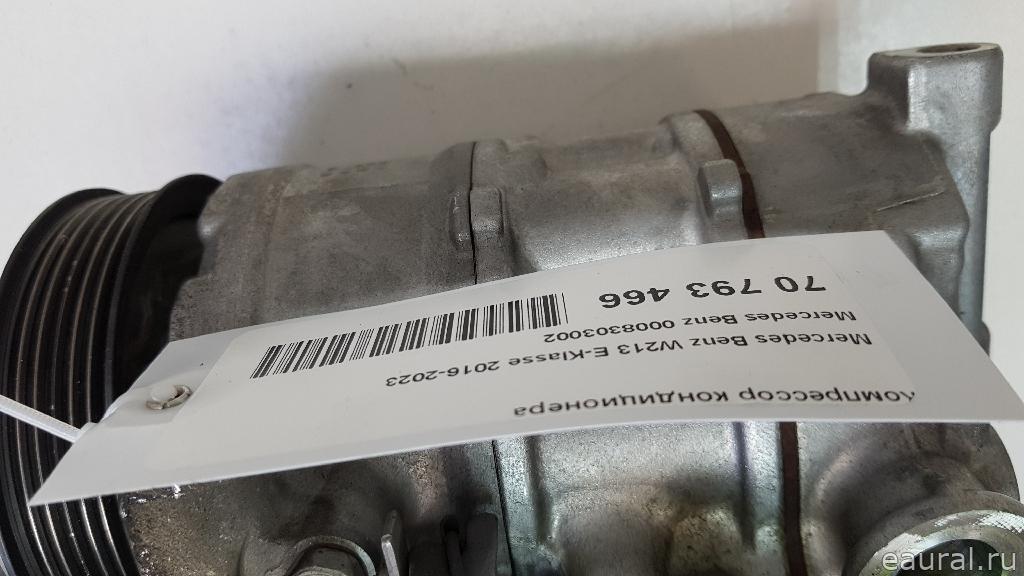 Компрессор кондиционера
Mercedes Benz W213 E-Klasse 2016-2023
Mercedes Benz 0008303002
70 793 466
eaural.ru